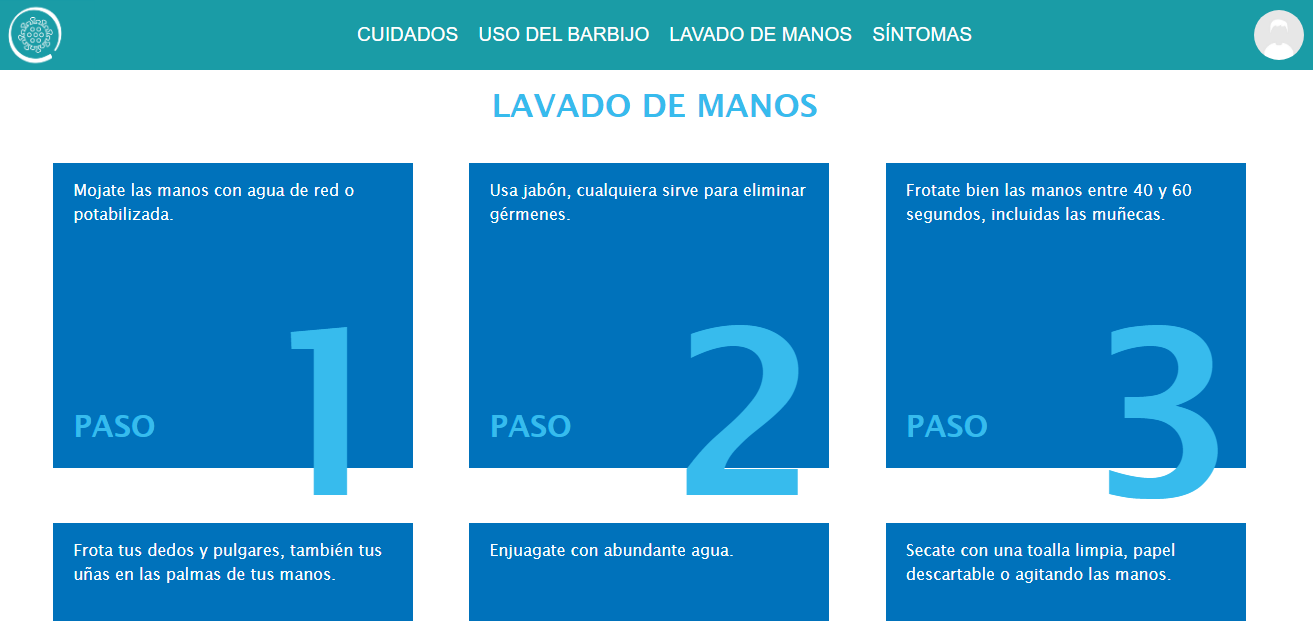 CUIDADOS USO DEL BARBIJO LAVADO DE MANOS SÍNTOMAS
LAVADO DE MANOS
Mojate las manos con agua de red o
potabilizada.
PASO 1
Usa jabón, cualquiera sirve para eliminar
gérmenes.
PASO 2
Frotate bien las manos entre 40 y 60
segundos, incluidas las muñecas.
PASO 3
Frota tus dedos y pulgares, también tus
uñas en las palmas de tus manos.
Enjuagate con abundante agua.
Secate con una toalla limpia, papel
descartable o agitando las manos.